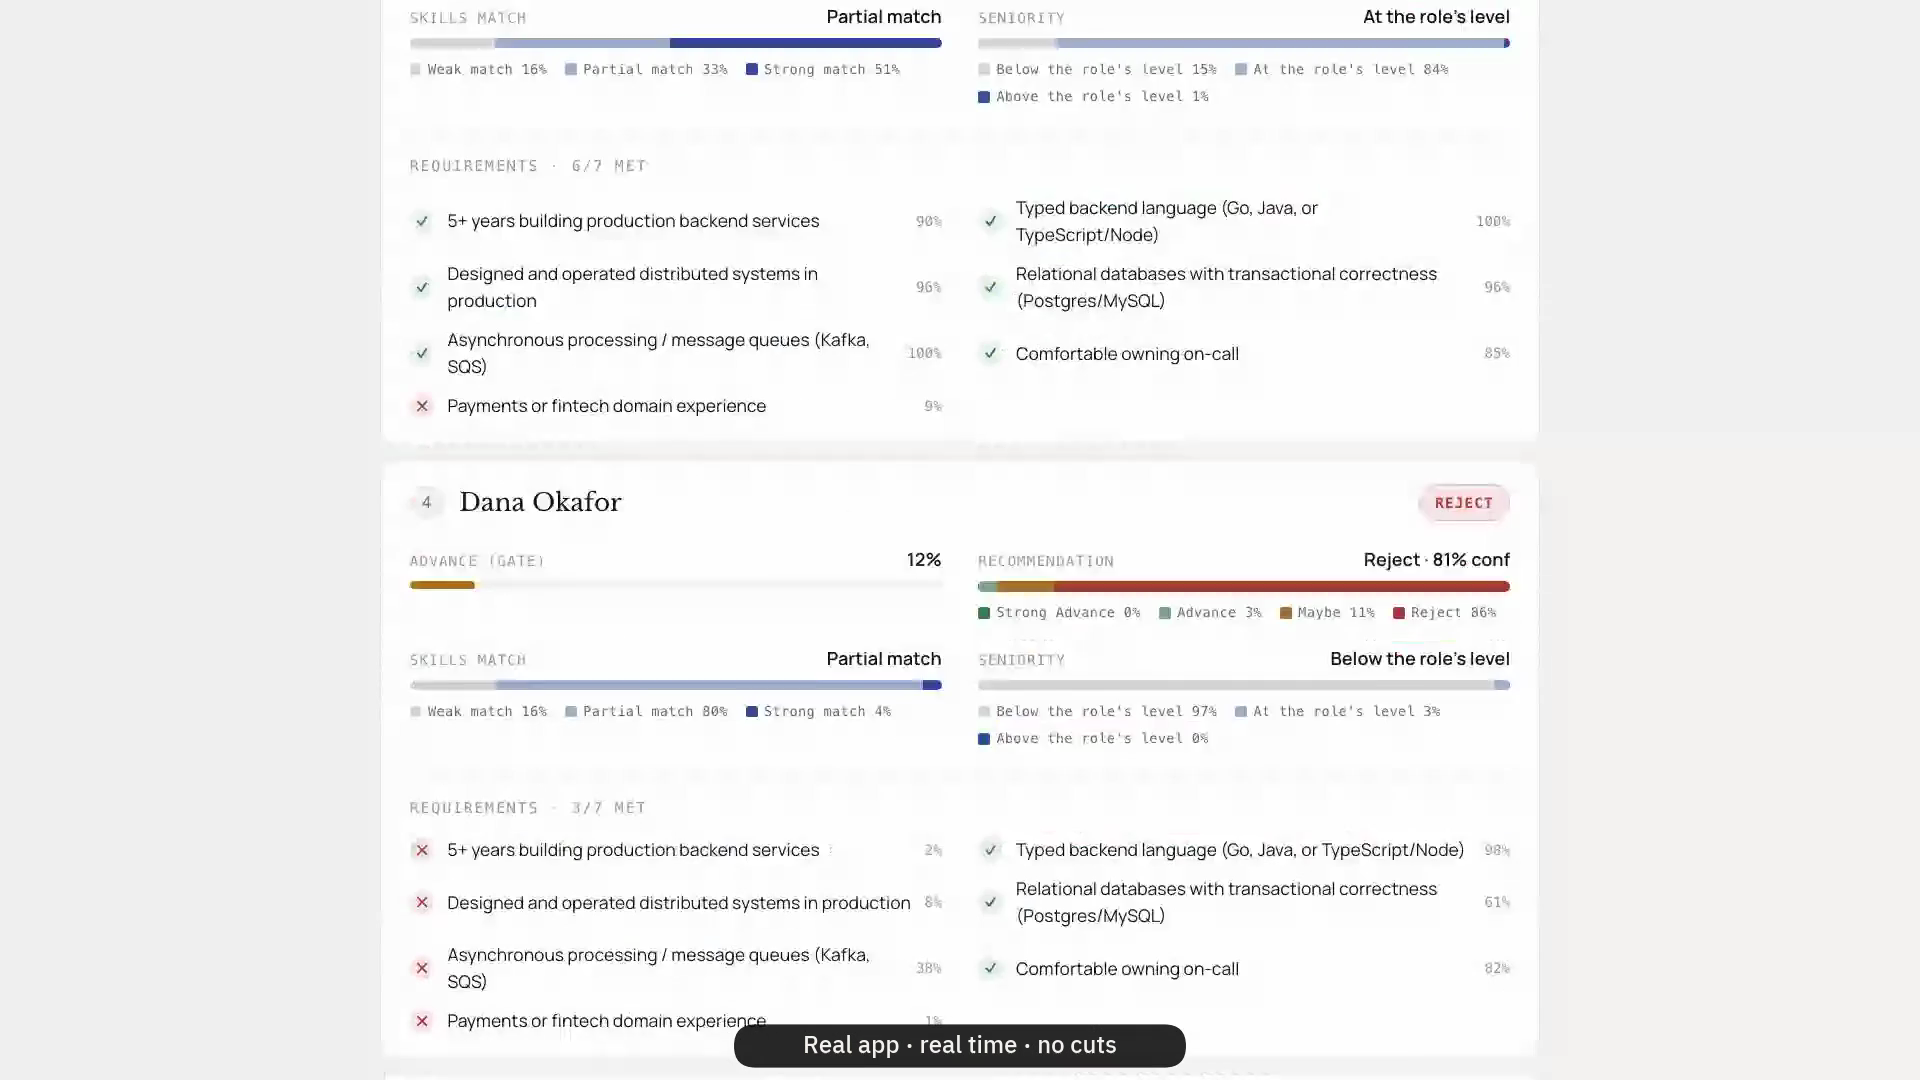 SKILLS MATCH Partial match
Weak match 16% Partial match 33% Strong match 51%
SENIORITY At the role's level
Below the role's level 15% At the role's level 84%
Above the role's level 1%
REQUIREMENTS · 6/7 MET
5+ years building production backend services 90%
Typed backend language (Go, Java, or
TypeScript/Node) 100%
Designed and operated distributed systems in
production 96%
Relational databases with transactional correctness
(Postgres/MySQL) 96%
Asynchronous processing / message queues (Kafka,
SQS) 100%
Comfortable owning on-call 85%
Payments or fintech domain experience 9%
4 Dana Okafor REJECT
ADVANCE (GATE) 12%
RECOMMENDATION Reject · 81% conf
Strong Advance 0% Advance 3% Maybe 11% Reject 86%
SKILLS MATCH Partial match
Weak match 16% Partial match 80% Strong match 4%
SENIORITY Below the role's level
Below the role's level 97% At the role's level 3%
Above the role's level 0%
REQUIREMENTS · 3/7 MET
5+ years building production backend services 2%
Typed backend language (Go, Java, or TypeScript/Node) 98%
Designed and operated distributed systems in production 8%
Relational databases with transactional correctness
(Postgres/MySQL) 61%
Asynchronous processing / message queues (Kafka,
SQS) 38%
Comfortable owning on-call 82%
Payments or fintech domain experience 1%
Real app · real time · no cuts